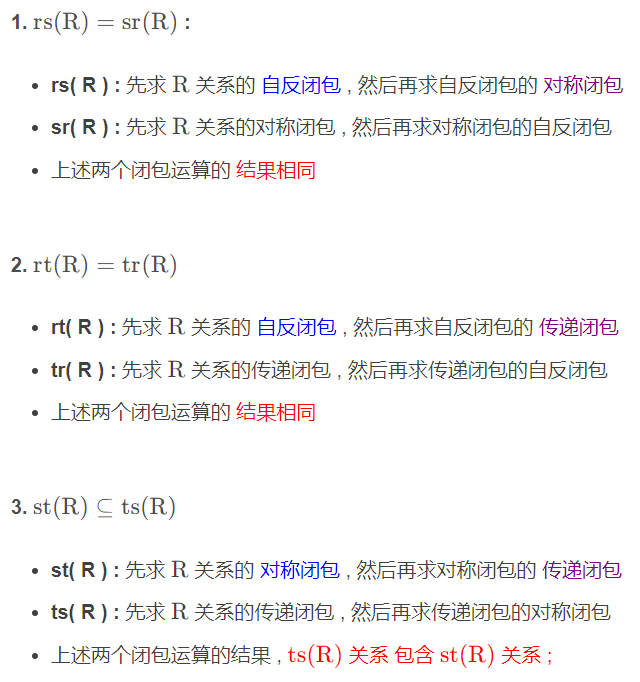 1. rs(R) = sr(R) :
• rs( R ) : 先求 R 关系的 自反闭包 , 然后再求自反闭包的 对称闭包
• sr( R ) : 先求 R 关系的对称闭包 , 然后再求对称闭包的自反闭包
• 上述两个闭包运算的 结果相同
2. rt(R) = tr(R)
• rt( R ) : 先求 R 关系的 自反闭包 , 然后再求自反闭包的 传递闭包
• tr( R ) : 先求 R 关系的传递闭包 , 然后再求传递闭包的自反闭包
• 上述两个闭包运算的 结果相同
3. st(R) ⊆ ts(R)
• st( R ) : 先求 R 关系的 对称闭包 , 然后再求对称闭包的 传递闭包
• ts( R ) : 先求 R 关系的传递闭包 , 然后再求传递闭包的对称闭包
• 上述两个闭包运算的结果 , ts(R) 关系 包含 st(R) 关系 ;